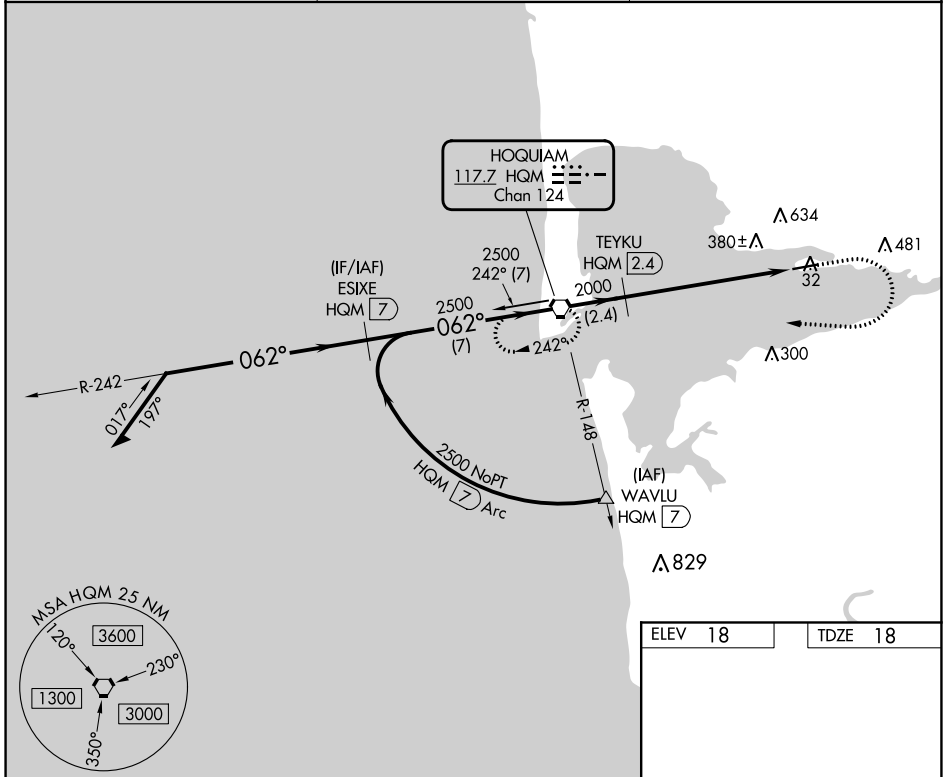 HOQUIAM
117.7 HQM
Chan 124
634
380±
481
32
300
TEYKU
HQM 2.4
2500
242° (7)
(IF/IAF)
ESIXE
HQM 7
2500
062°
(7)
2000
(2.4)
242°
062°
R-242
017°
197°
R-148
2500 NoPT
HQM 7 Arc
(IAF)
WAVLU
HQM 7
829
MSA HQM 25 NM
120°
3600
230°
1300
3000
350°
ELEV 18
TDZE 18